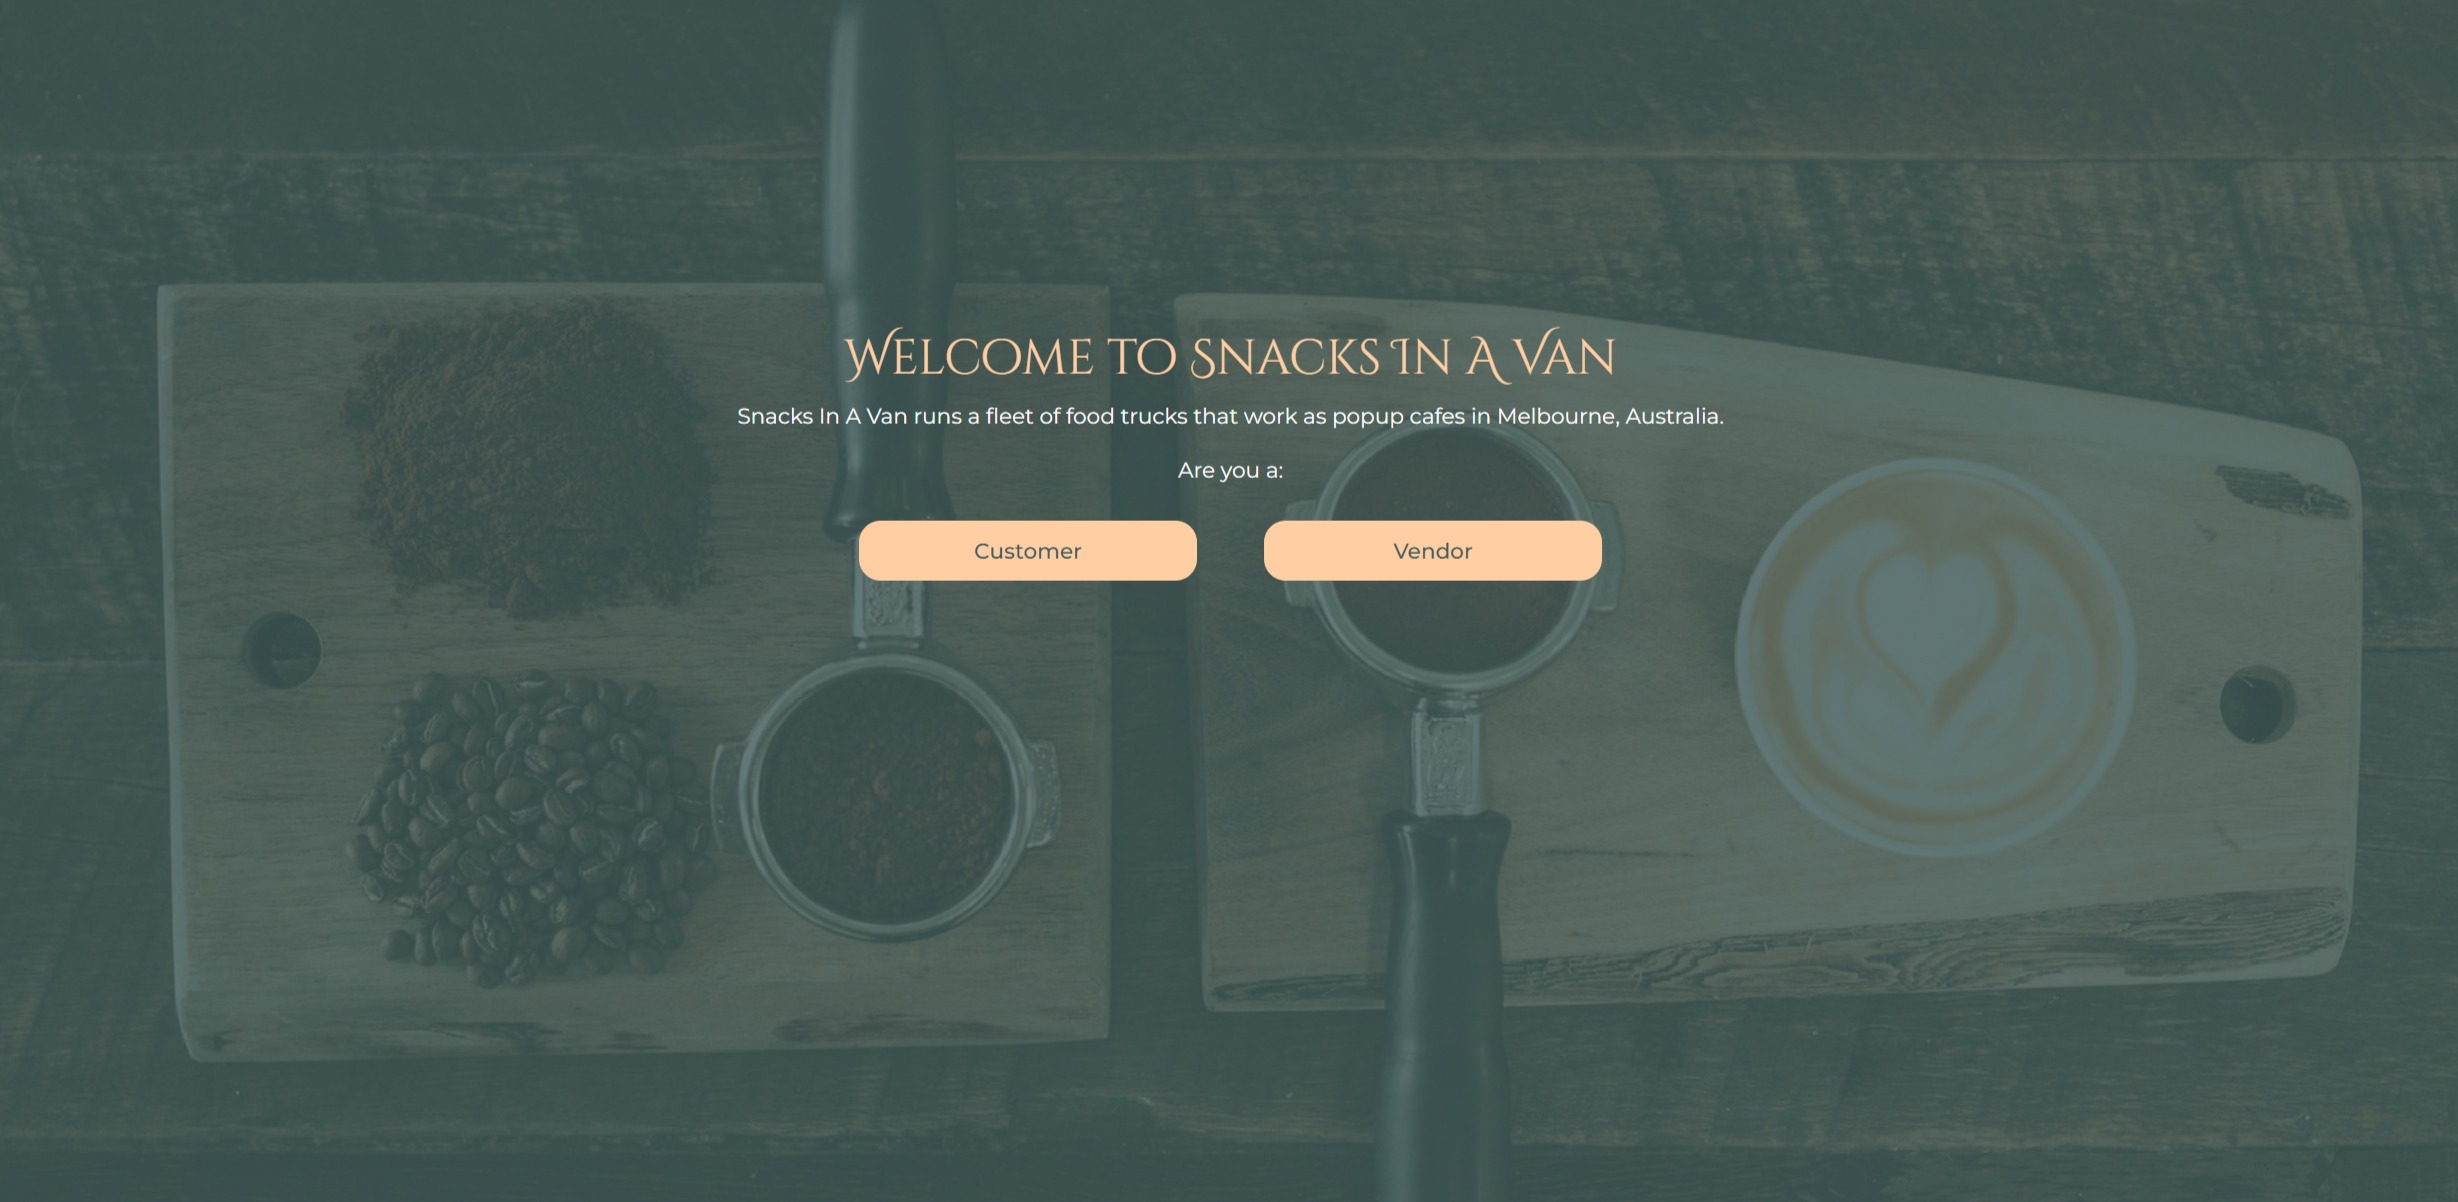 Welcome to Snacks In A Van
Snacks In A Van runs a fleet of food trucks that work as popup cafes in Melbourne, Australia.
Are you a:
Customer
Vendor